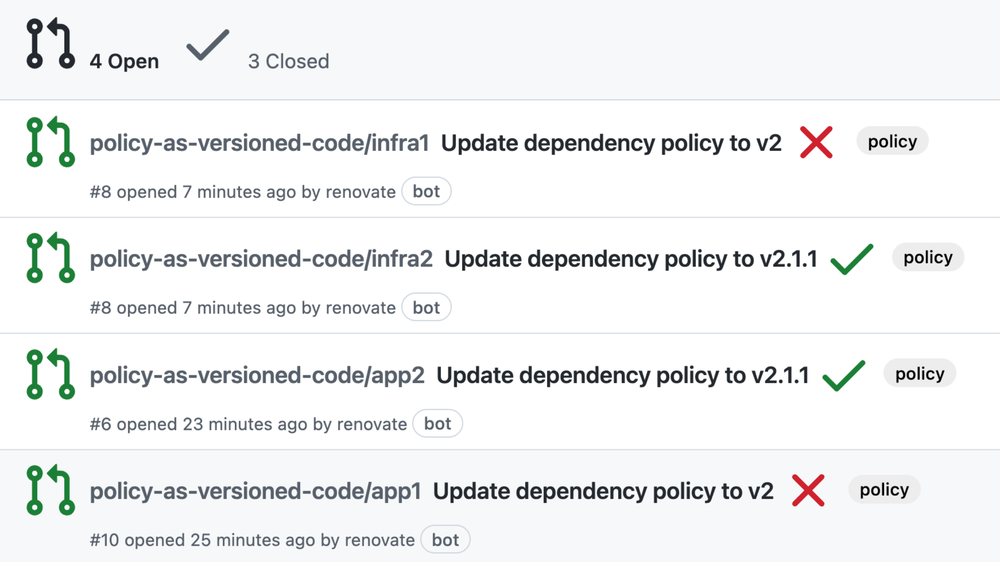 4 Open 3 Closed
policy-as-versioned-code/infra1 Update dependency policy to v2 policy
#8 opened 7 minutes ago by renovate bot
policy-as-versioned-code/infra2 Update dependency policy to v2.1.1 policy
#8 opened 7 minutes ago by renovate bot
policy-as-versioned-code/app2 Update dependency policy to v2.1.1 policy
#6 opened 23 minutes ago by renovate bot
policy-as-versioned-code/app1 Update dependency policy to v2 policy
#10 opened 25 minutes ago by renovate bot